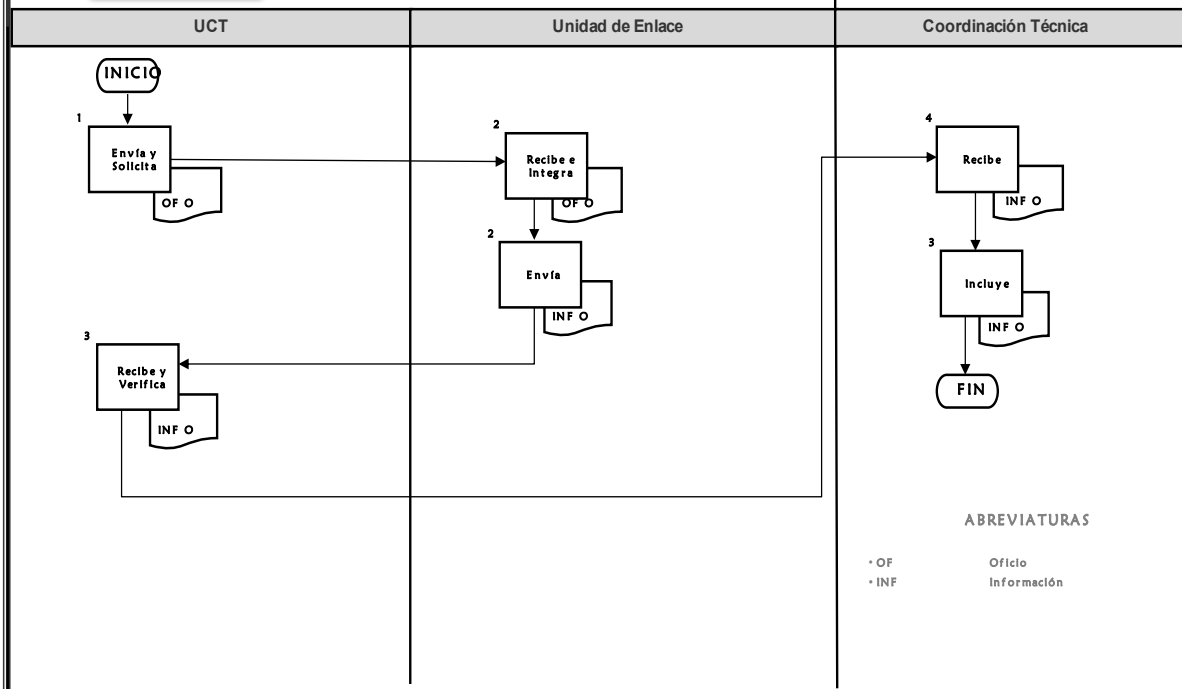 UCT
Unidad de Enlace
Coordinación Técnica
INICIO
1
Envía y
Solicita
OF O
2
Recibe e
Integra
OF O
2
Envía
INF O
3
Recibe y
Verifica
INF O
4
Recibe
INF O
3
Incluye
INF O
FIN
ABREVIATURAS
• OF Oficio
• INF Información